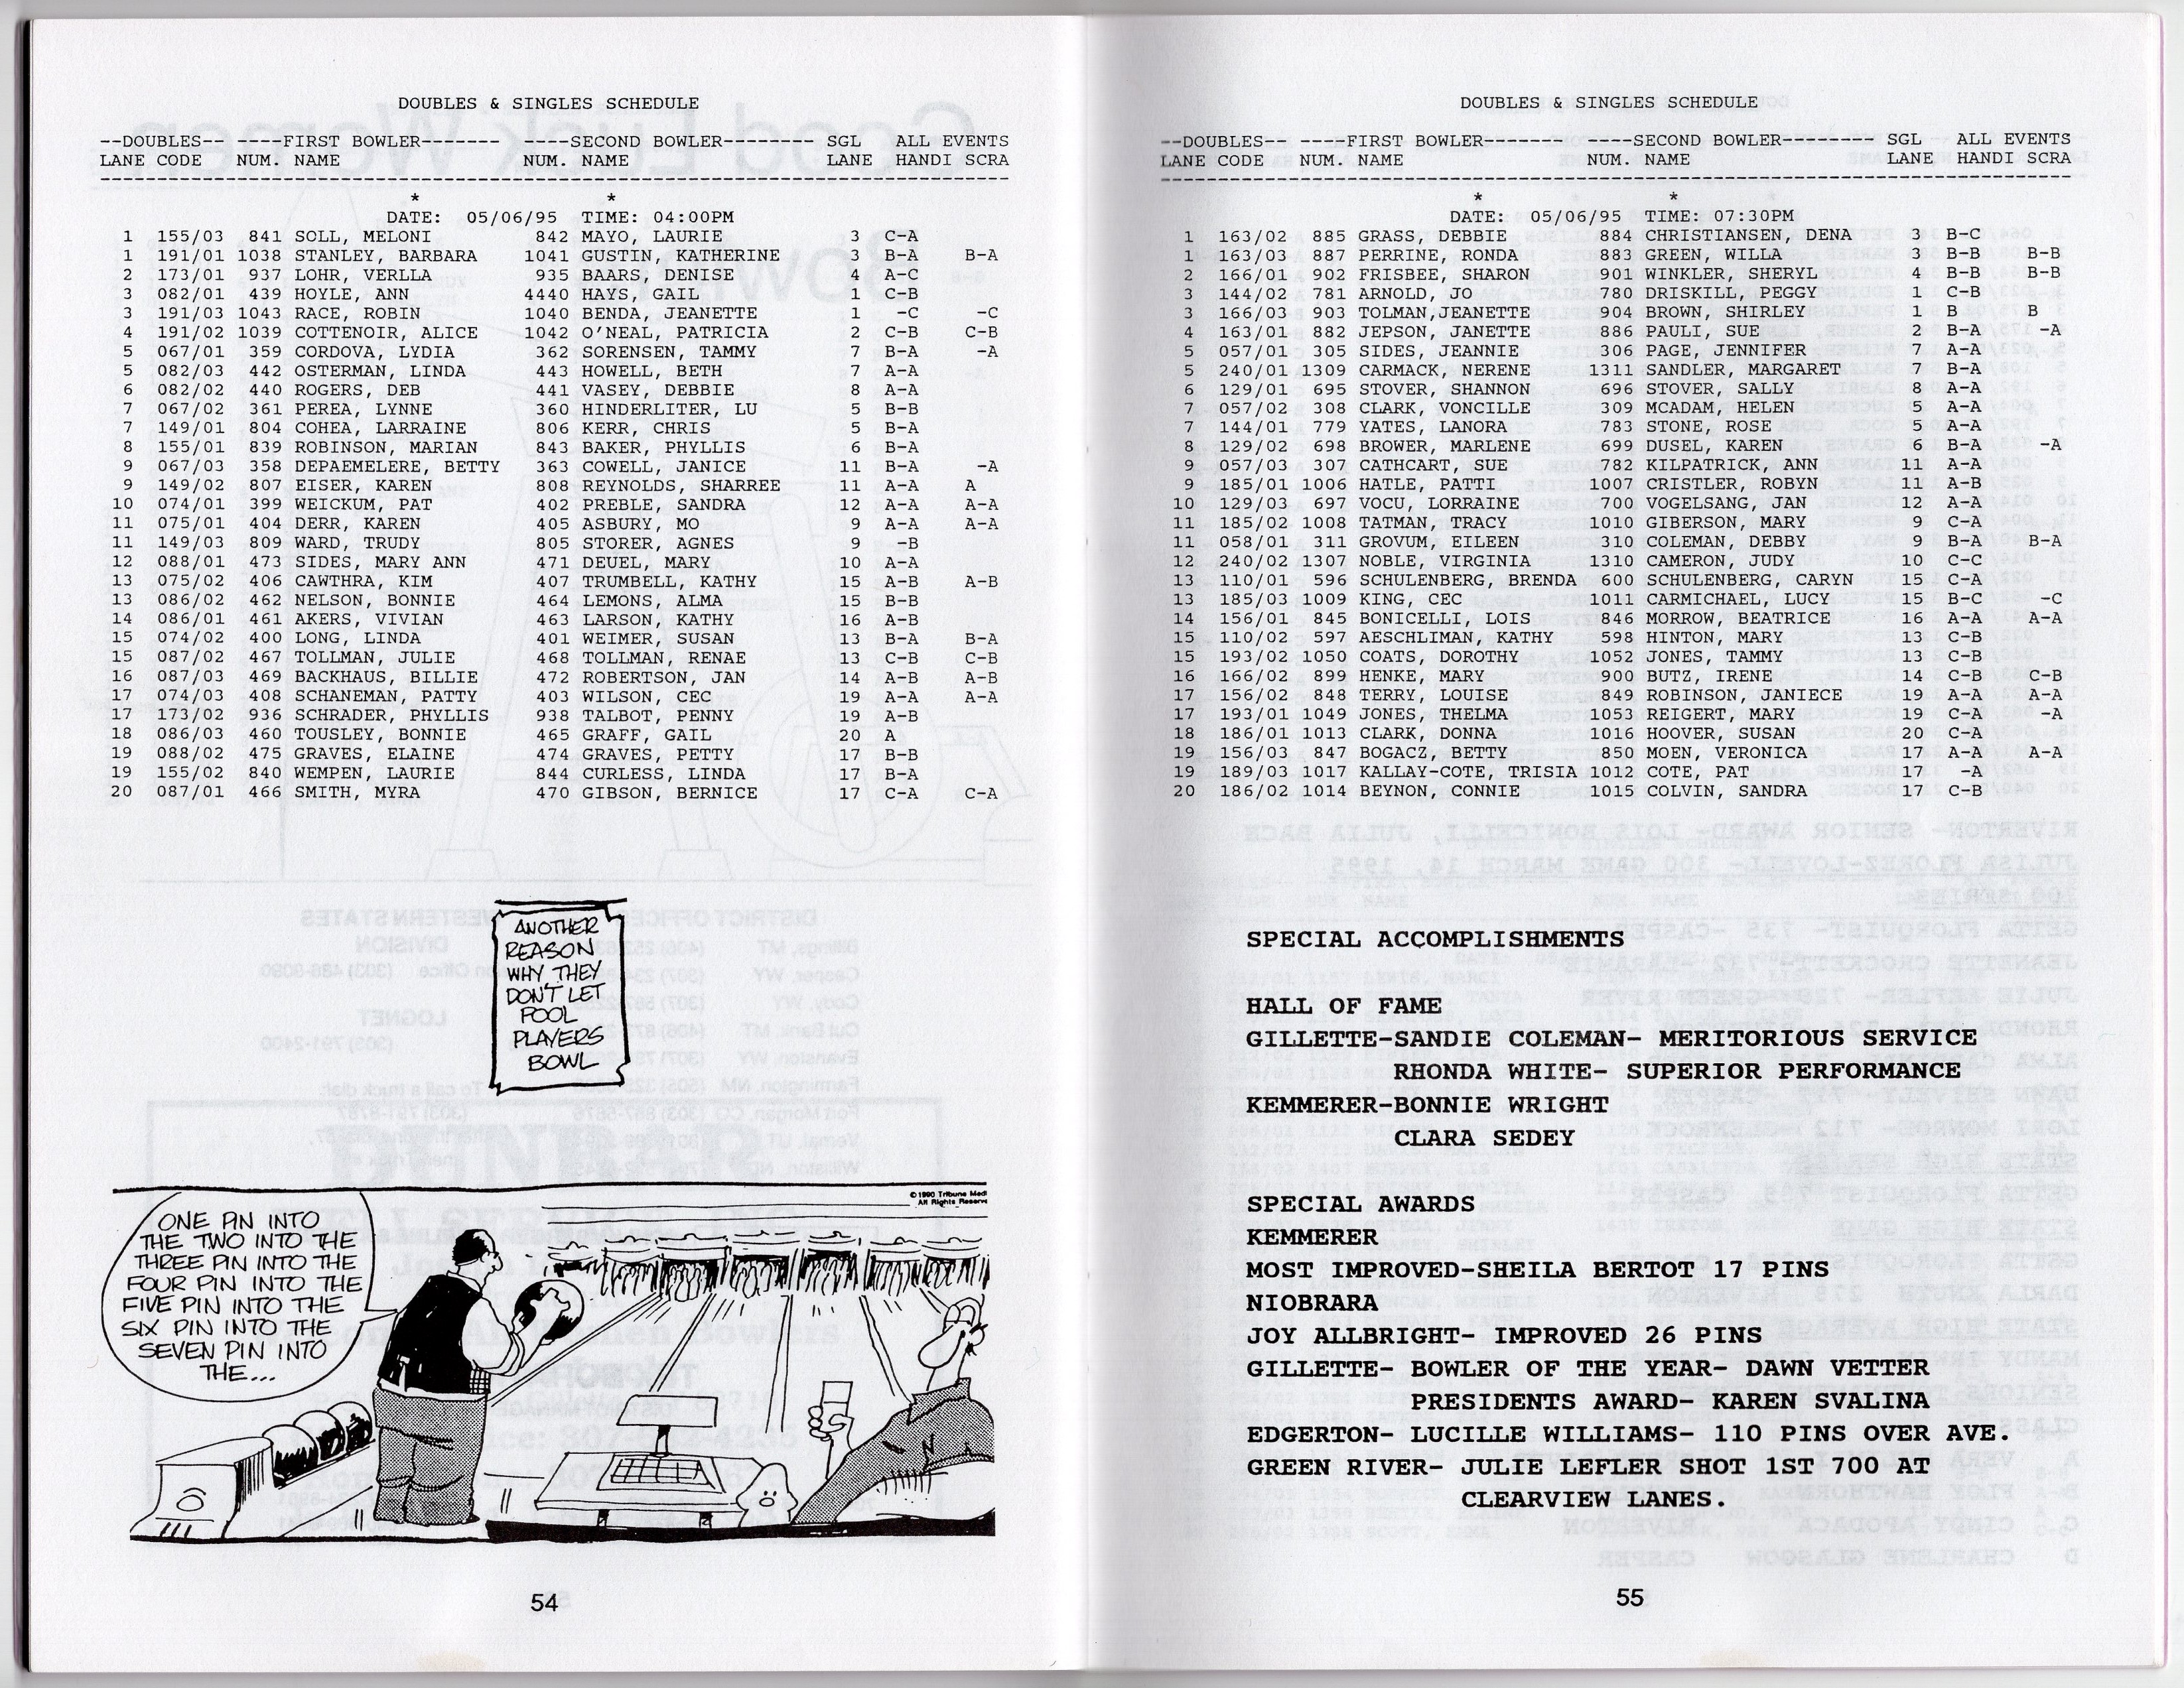 DOUBLES & SINGLES SCHEDULE
--DOUBLES-- ----FIRST BOWLER------- ----SECOND BOWLER-------- SGL ALL EVENTS
LANE CODE NUM. NAME NUM. NAME LANE HANDI SCRA
* *
DATE: 05/06/95 TIME: 04:00PM
1 155/03 841 SOLL, MELONI 842 MAYO, LAURIE 3 C-A
1 191/01 1038 STANLEY, BARBARA 1041 GUSTIN, KATHERINE 3 B-A B-A
2 173/01 937 LOHR, VERLLA 935 BAARS, DENISE 4 A-C
3 082/01 439 HOYLE, ANN 4440 HAYS, GAIL 1 C-B
3 191/03 1043 RACE, ROBIN 1040 BENDA, JEANETTE 1 -C -C
4 191/02 1039 COTTENOIR, ALICE 1042 O'NEAL, PATRICIA 2 C-B C-B
5 067/01 359 CORDOVA, LYDIA 362 SORENSEN, TAMMY 7 B-A -A
5 082/03 442 OSTERMAN, LINDA 443 HOWELL, BETH 7 A-A
6 082/02 440 ROGERS, DEB 441 VASEY, DEBBIE 8 A-A
7 067/02 361 PEREA, LYNNE 360 HINDERLITER, LU 5 B-B
7 149/01 804 COHEA, LARRAINE 806 KERR, CHRIS 5 B-A
8 155/01 839 ROBINSON, MARIAN 843 BAKER, PHYLLIS 6 B-A
9 067/03 358 DEPAEMELERE, BETTY 363 COWELL, JANICE 11 B-A -A
9 149/02 807 EISER, KAREN 808 REYNOLDS, SHARREE 11 A-A A
10 074/01 399 WEICKUM, PAT 402 PREBLE, SANDRA 12 A-A A-A
11 075/01 404 DERR, KAREN 405 ASBURY, MO 9 A-A A-A
11 149/03 809 WARD, TRUDY 805 STORER, AGNES 9 -B
12 088/01 473 SIDES, MARY ANN 471 DEUEL, MARY 10 A-A
13 075/02 406 CAWTHRA, KIM 407 TRUMBELL, KATHY 15 A-B A-B
13 086/02 462 NELSON, BONNIE 464 LEMONS, ALMA 15 B-B
14 086/01 461 AKERS, VIVIAN 463 LARSON, KATHY 16 A-B
15 074/02 400 LONG, LINDA 401 WEIMER, SUSAN 13 B-A B-A
15 087/02 467 TOLLMAN, JULIE 468 TOLLMAN, RENAE 13 C-B C-B
16 087/03 469 BACKHAUS, BILLIE 472 ROBERTSON, JAN 14 A-B A-B
17 074/03 408 SCHANEMAN, PATTY 403 WILSON, CEC 19 A-A A-A
17 173/02 936 SCHRADER, PHYLLIS 938 TALBOT, PENNY 19 A-B
18 086/03 460 TOUSLEY, BONNIE 465 GRAFF, GAIL 20 A
19 088/02 475 GRAVES, ELAINE 474 GRAVES, PETTY 17 B-B
19 155/02 840 WEMPEN, LAURIE 844 CURLESS, LINDA 17 B-A
20 087/01 466 SMITH, MYRA 470 GIBSON, BERNICE 17 C-A C-A
ANOTHER
REASON
WHY THEY
DON'T LET
POOL
PLAYERS
BOWL
©1990 Tribune Medi
All Rights Reserve
ONE PIN INTO
THE TWO INTO THE
THREE PIN INTO THE
FOUR PIN INTO THE
FIVE PIN INTO THE
SIX PIN INTO THE
SEVEN PIN INTO
THE...
54
DOUBLES & SINGLES SCHEDULE
--DOUBLES-- ----FIRST BOWLER------- ----SECOND BOWLER-------- SGL ALL EVENTS
LANE CODE NUM. NAME NUM. NAME LANE HANDI SCRA
* *
DATE: 05/06/95 TIME: 07:30PM
1 163/02 885 GRASS, DEBBIE 884 CHRISTIANSEN, DENA 3 B-C
1 163/03 887 PERRINE, RONDA 883 GREEN, WILLA 3 B-B B-B
2 166/01 902 FRISBEE, SHARON 901 WINKLER, SHERYL 4 B-B B-B
3 144/02 781 ARNOLD, JO 780 DRISKILL, PEGGY 1 C-B
3 166/03 903 TOLMAN,JEANETTE 904 BROWN, SHIRLEY 1 B B
4 163/01 882 JEPSON, JANETTE 886 PAULI, SUE 2 B-A -A
5 057/01 305 SIDES, JEANNIE 306 PAGE, JENNIFER 7 A-A
5 240/01 1309 CARMACK, NERENE 1311 SANDLER, MARGARET 7 B-A
6 129/01 695 STOVER, SHANNON 696 STOVER, SALLY 8 A-A
7 057/02 308 CLARK, VONCILLE 309 MCADAM, HELEN 5 A-A
7 144/01 779 YATES, LANORA 783 STONE, ROSE 5 A-A
8 129/02 698 BROWER, MARLENE 699 DUSEL, KAREN 6 B-A -A
9 057/03 307 CATHCART, SUE 782 KILPATRICK, ANN 11 A-A
9 185/01 1006 HATLE, PATTI 1007 CRISTLER, ROBYN 11 A-B
10 129/03 697 VOCU, LORRAINE 700 VOGELSANG, JAN 12 A-A
11 185/02 1008 TATMAN, TRACY 1010 GIBERSON, MARY 9 C-A
11 058/01 311 GROVUM, EILEEN 310 COLEMAN, DEBBY 9 B-A B-A
12 240/02 1307 NOBLE, VIRGINIA 1310 CAMERON, JUDY 10 C-C
13 110/01 596 SCHULENBERG, BRENDA 600 SCHULENBERG, CARYN 15 C-A
13 185/03 1009 KING, CEC 1011 CARMICHAEL, LUCY 15 B-C -C
14 156/01 845 BONICELLI, LOIS 846 MORROW, BEATRICE 16 A-A A-A
15 110/02 597 AESCHLIMAN, KATHY 598 HINTON, MARY 13 C-B
15 193/02 1050 COATS, DOROTHY 1052 JONES, TAMMY 13 C-B
16 166/02 899 HENKE, MARY 900 BUTZ, IRENE 14 C-B C-B
17 156/02 848 TERRY, LOUISE 849 ROBINSON, JANIECE 19 A-A A-A
17 193/01 1049 JONES, THELMA 1053 REIGERT, MARY 19 C-A -A
18 186/01 1013 CLARK, DONNA 1016 HOOVER, SUSAN 20 C-A
19 156/03 847 BOGACZ, BETTY 850 MOEN, VERONICA 17 A-A A-A
19 189/03 1017 KALLAY-COTE, TRISIA 1012 COTE, PAT 17 -A
20 186/02 1014 BEYNON, CONNIE 1015 COLVIN, SANDRA 17 C-B
SPECIAL ACCOMPLISHMENTS
HALL OF FAME
GILLETTE-SANDIE COLEMAN- MERITORIOUS SERVICE
RHONDA WHITE- SUPERIOR PERFORMANCE
KEMMERER-BONNIE WRIGHT
CLARA SEDEY
SPECIAL AWARDS
KEMMERER
MOST IMPROVED-SHEILA BERTOT 17 PINS
NIOBRARA
JOY ALLBRIGHT- IMPROVED 26 PINS
GILLETTE- BOWLER OF THE YEAR- DAWN VETTER
PRESIDENTS AWARD- KAREN SVALINA
EDGERTON- LUCILLE WILLIAMS- 110 PINS OVER AVE.
GREEN RIVER- JULIE LEFLER SHOT 1ST 700 AT
CLEARVIEW LANES.
55